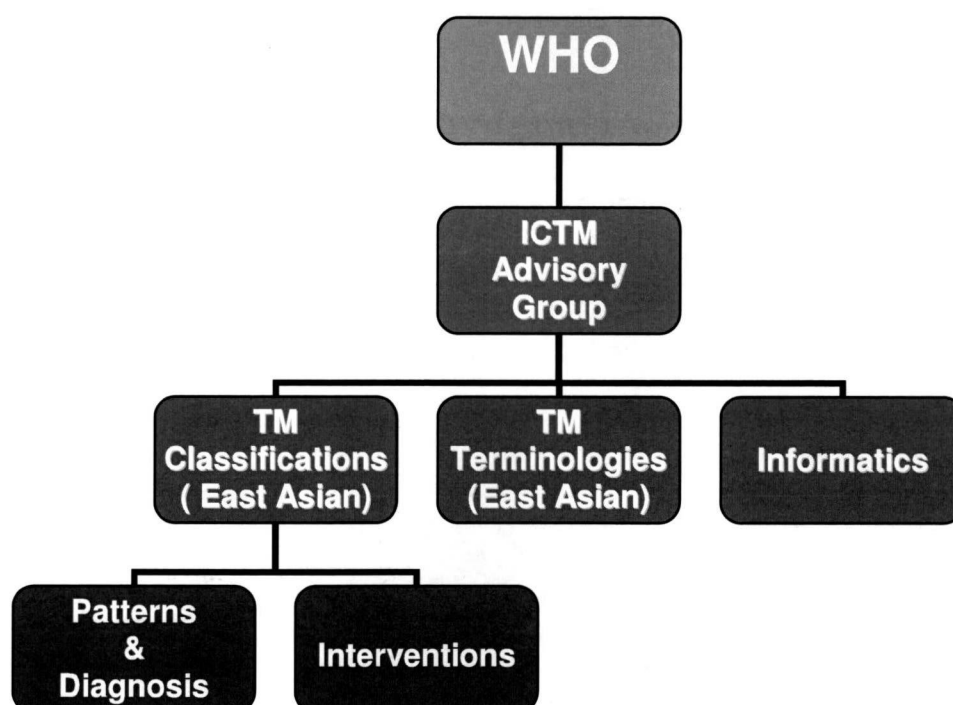 WHO
ICTM
Advisory
Group
TM
Classifications
( East Asian)
TM
Terminologies
(East Asian)
Informatics
Patterns
&
Diagnosis
Interventions